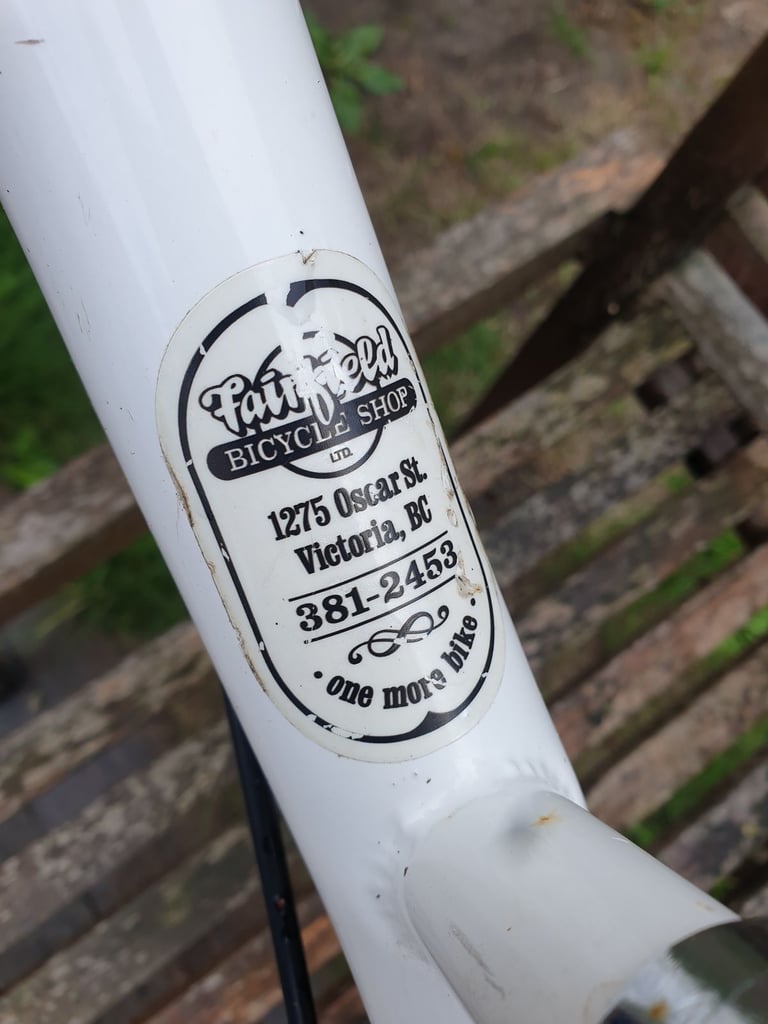 Fairfield
BICYCLE SHOP
LTD.
1275 Oscar St.
Victoria, BC
381-2453
• one more bike •